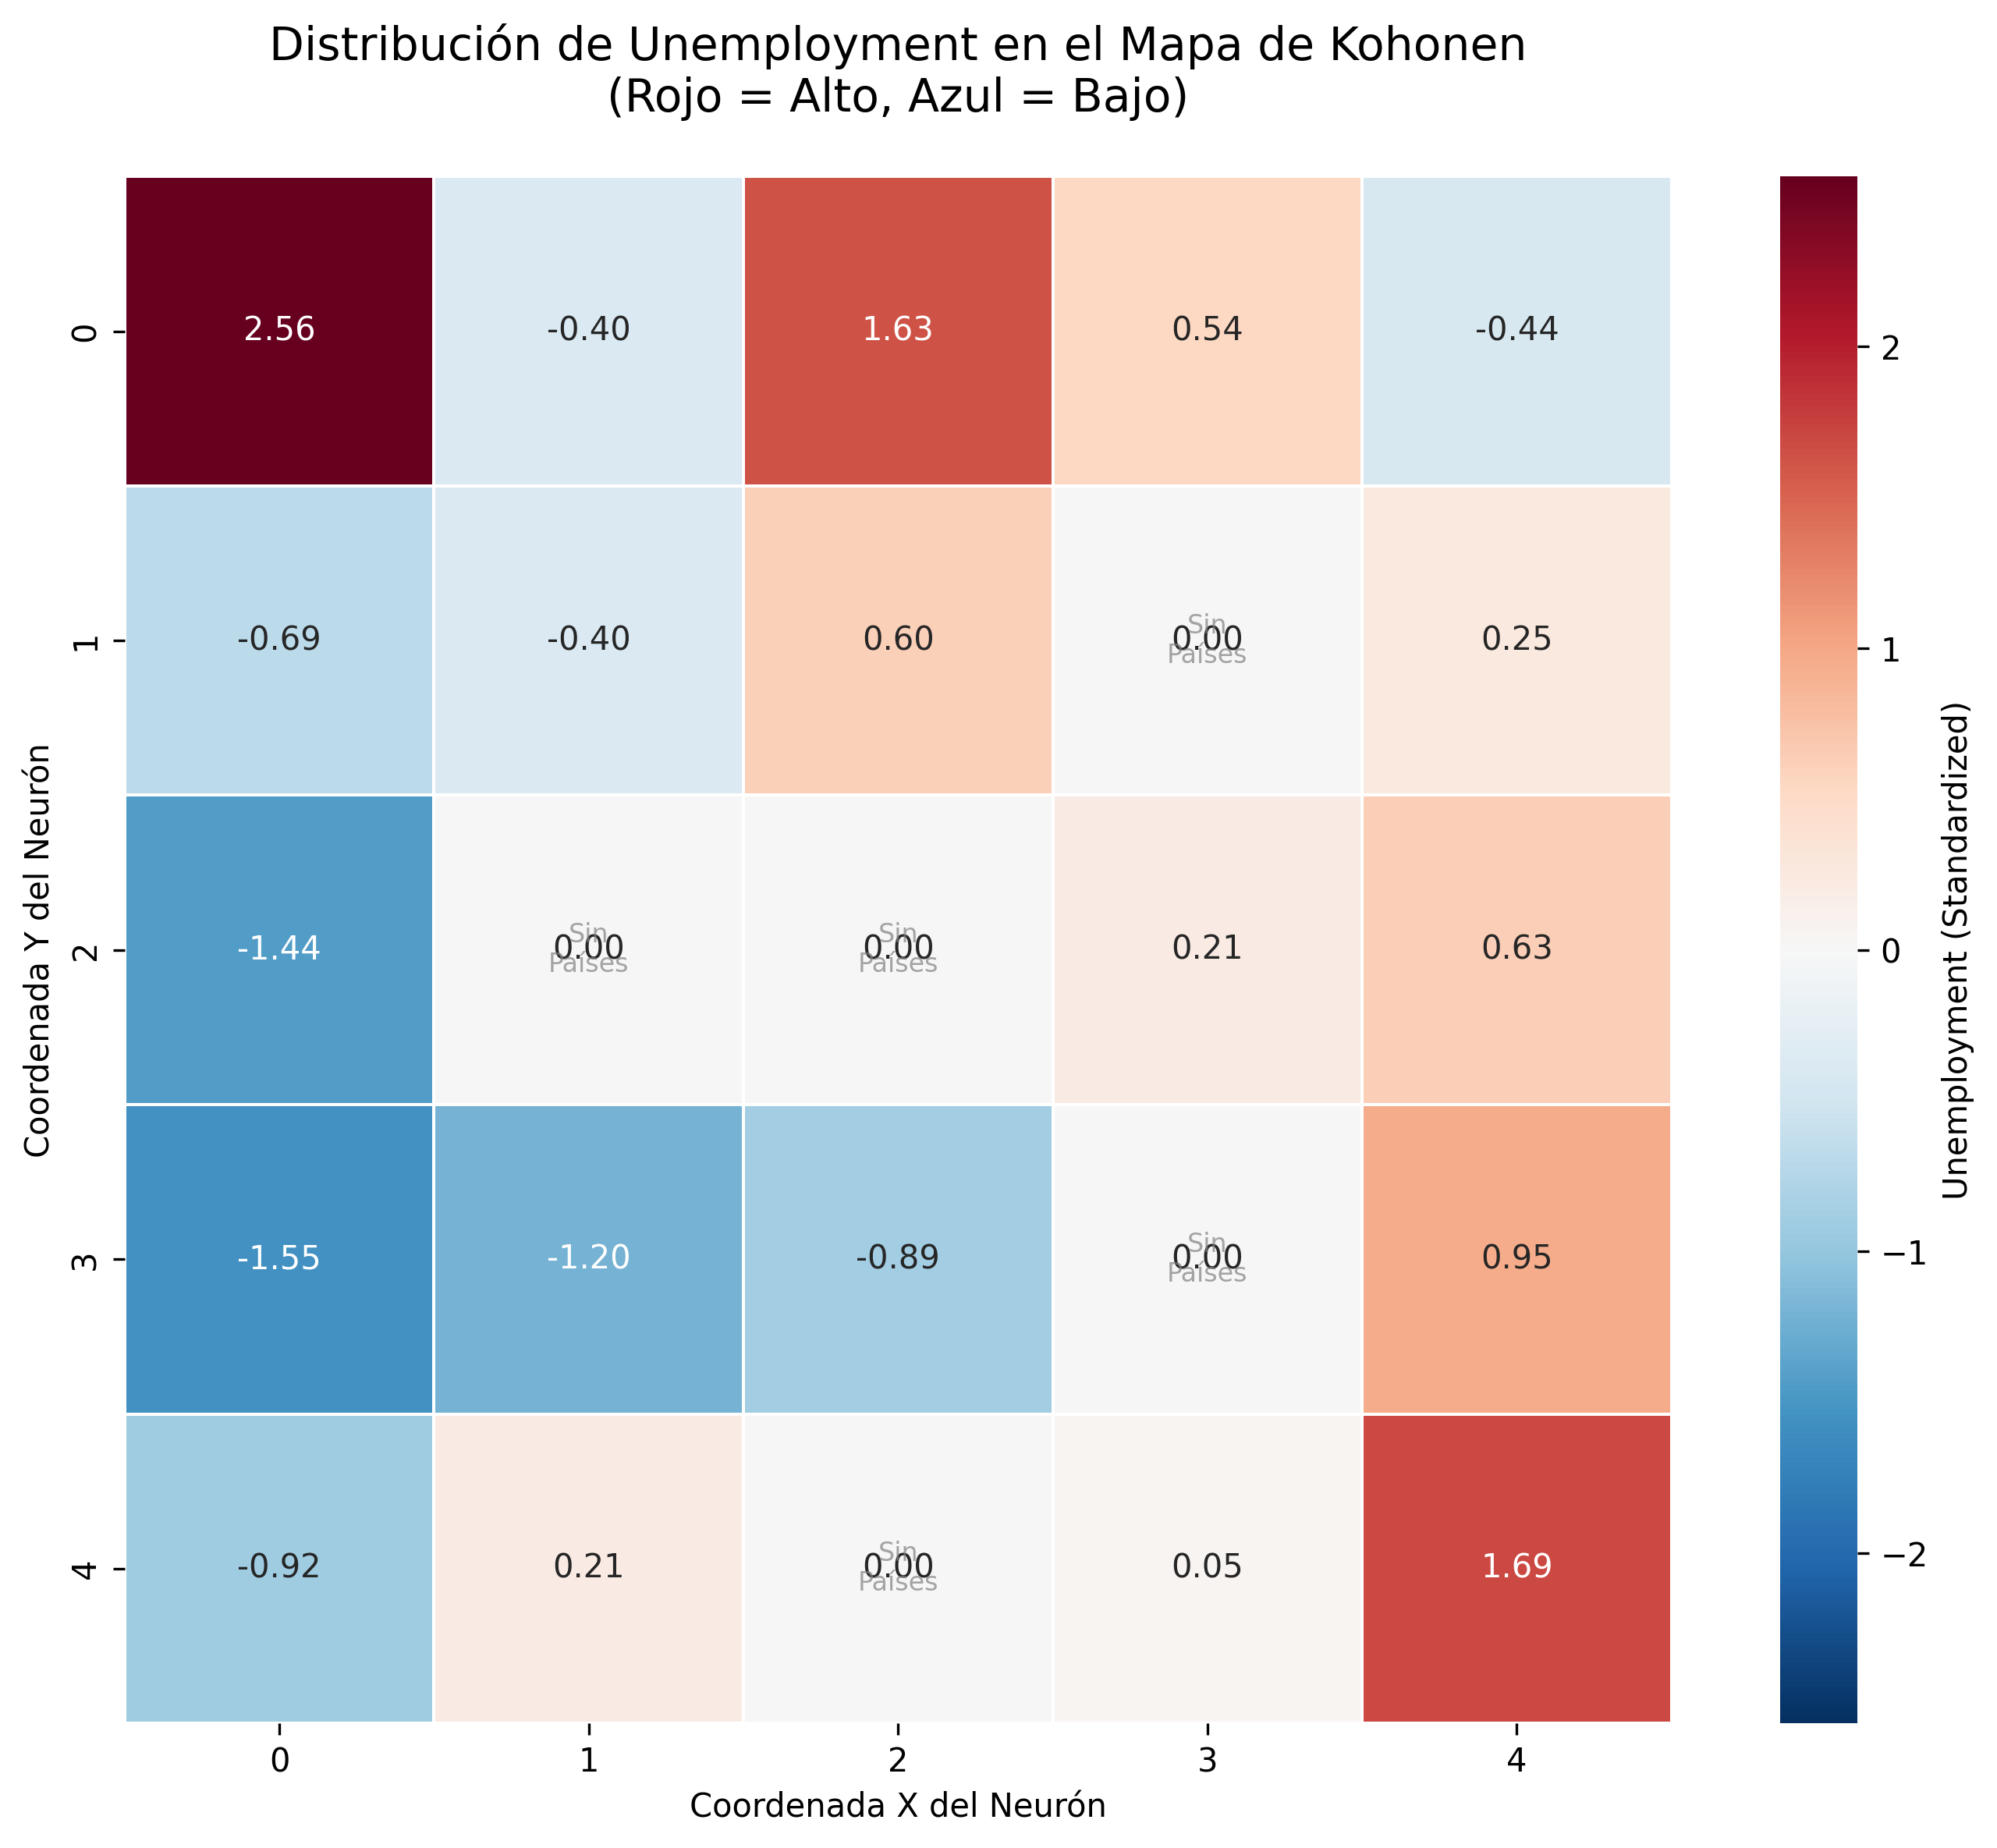 Distribución de Unemployment en el Mapa de Kohonen
(Rojo = Alto, Azul = Bajo)
Coordenada Y del Neurón
0
2.56
-0.40
1.63
0.54
-0.44
1
-0.69
-0.40
0.60
Sin
0.00
Países
0.25
2
-1.44
Sin
0.00
Países
Sin
0.00
Países
0.21
0.63
3
-1.55
-1.20
-0.89
Sin
0.00
Países
0.95
4
-0.92
0.21
Sin
0.00
Países
0.05
1.69
0
1
2
3
4
Coordenada X del Neurón
2
1
0
−1
−2
Unemployment (Standardized)